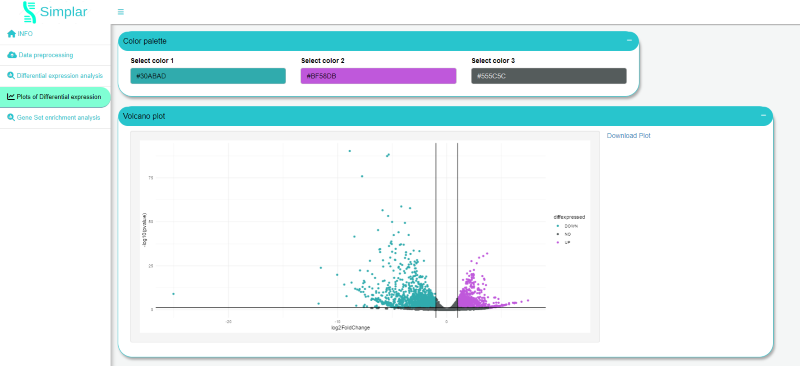 Simplar
INFO
Data preprocessing
Differential expression analysis
Plots of Differential expression
Gene Set enrichment analysis
Color palette
Select color 1
Select color 2
Select color 3
#30ABAD
#BF56DB
#555C5C
Volcano plot
Download Plot
-log10(pvalue)
75
50
25
0
-20
-10
0
log2FoldChange
diffexpressed
DOWN
NO
UP